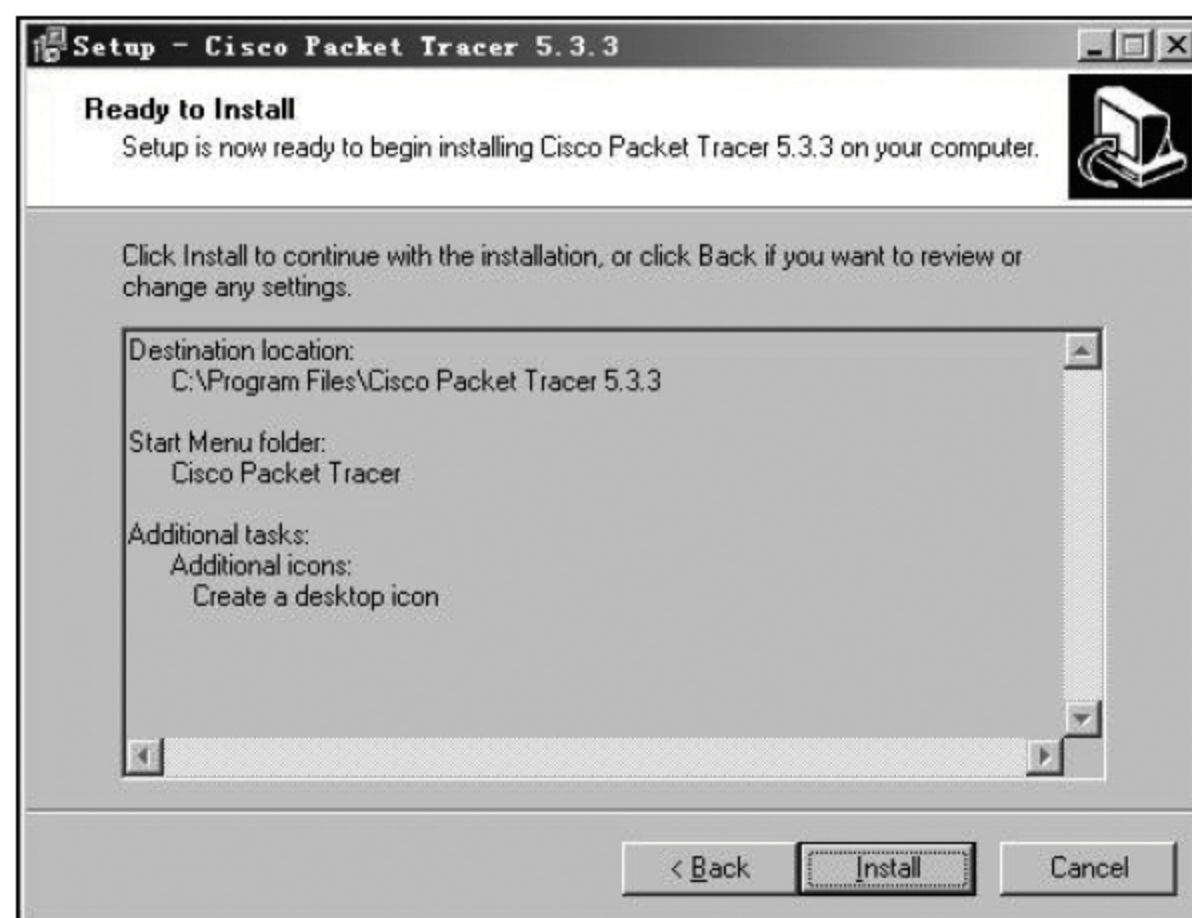 Setup - Cisco Packet Tracer 5.3.3
Ready to Install
Setup is now ready to begin installing Cisco Packet Tracer 5.3.3 on your computer.
Click Install to continue with the installation, or click Back if you want to review or
change any settings.
Destination location:
C:\Program Files\Cisco Packet Tracer 5.3.3
Start Menu folder:
Cisco Packet Tracer
Additional tasks:
Additional icons:
Create a desktop icon
< Back Install Cancel